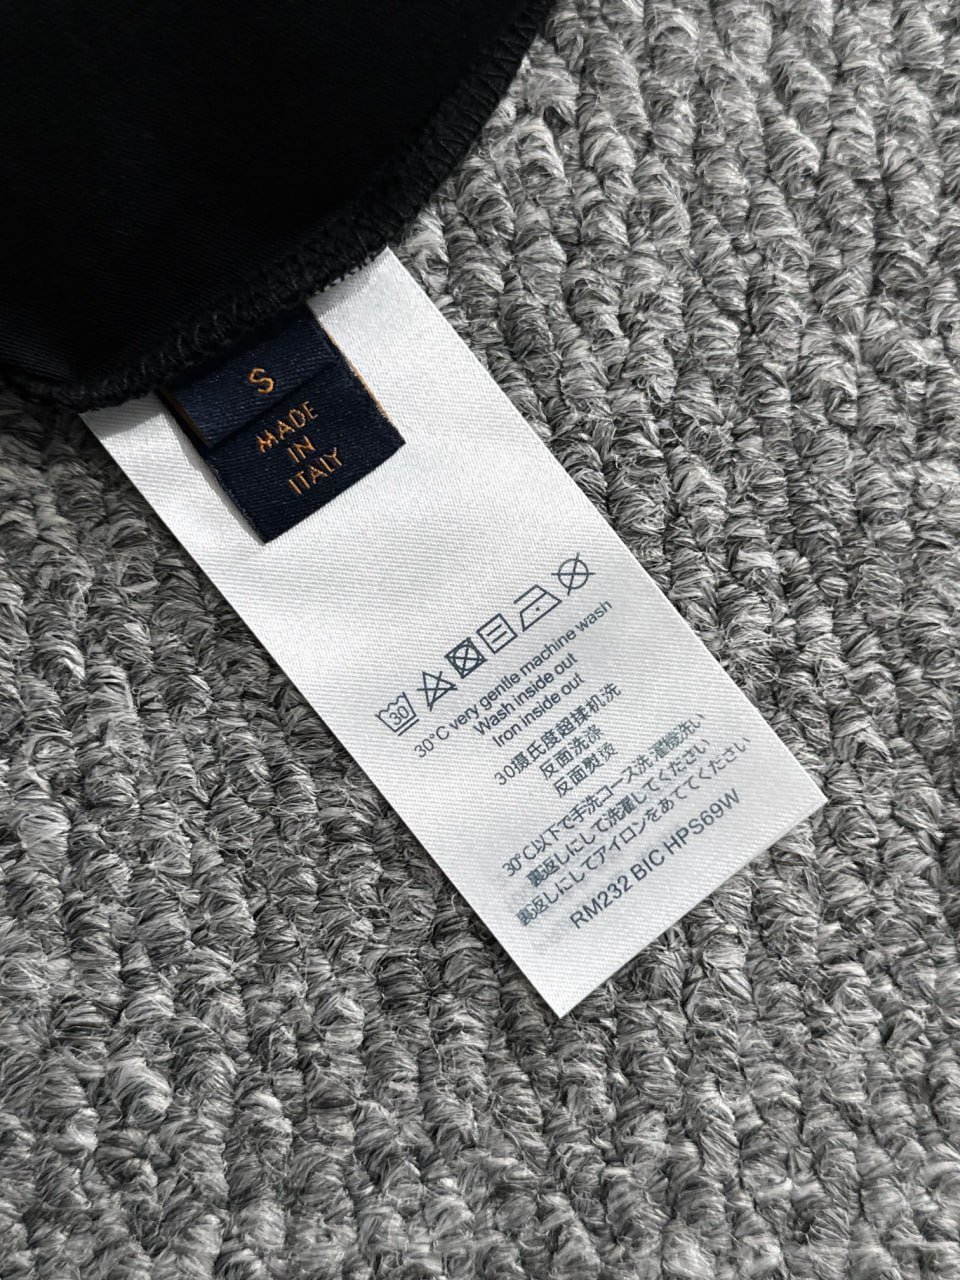 S
MADE
IN
ITALY
30
30°C very gentle machine wash
Wash inside out
Iron inside out
30摄氏度超揉机洗
反面洗涤
反面熨烫
30℃以下で手洗コース洗濯機洗い
裏返しにして洗濯してください
裏返しにしてアイロンをあててください
RM232 BIC HPS69W